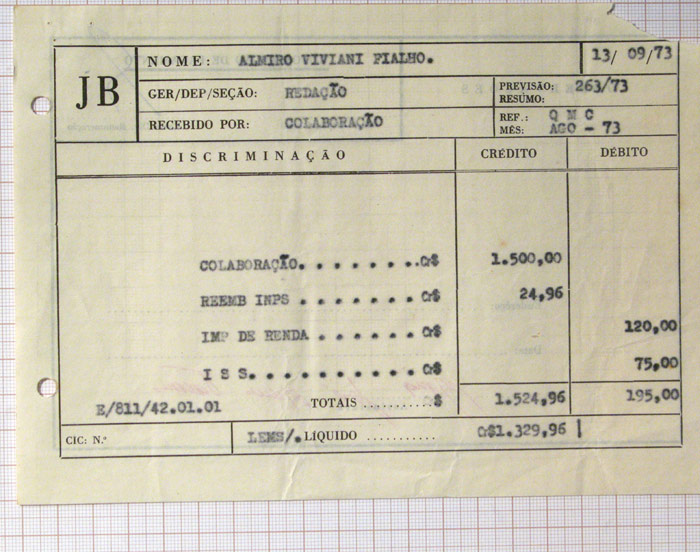 JB
NOME: ALMIRO VIVIANI FIALHO. 13/ 09/73
GER/DEP/SEÇÃO: REDAÇÃO PREVISÃO: 263/73
RESUMO:
RECEBIDO POR: COLABORAÇÃO REF.: Q M C
MÊS: AGO - 73
DISCRIMINAÇÃO CRÉDITO DÉBITO
COLABORAÇÃO. . . . . . . .Cr$ 1.500,00
REEMB INPS . . . . . . . Cr$ 24,96
IMP DE RENDA . . . . . . Cr$ 120,00
I S S. . . . . . . . . . Cr$ 75,00
E/811/42.01.01 TOTAIS ..........$ 1.524,96 195,00
CIC: N.º LEMS/. LÍQUIDO ........... Cr$1.329,96